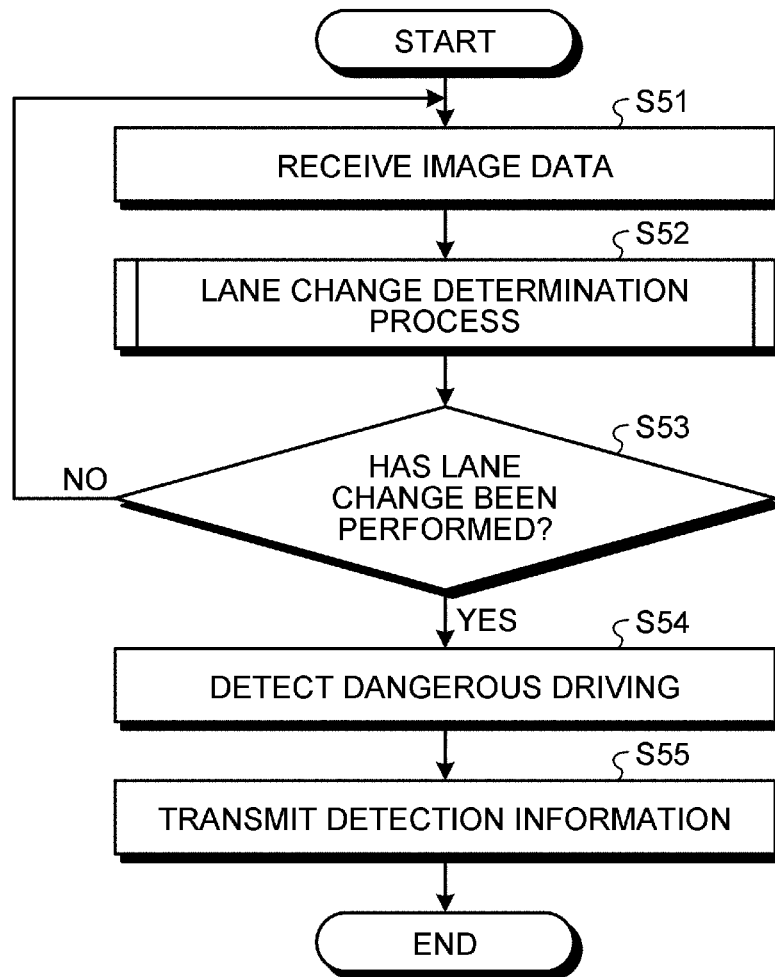 START
S51
RECEIVE IMAGE DATA
S52
LANE CHANGE DETERMINATION
PROCESS
S53
HAS LANE
CHANGE BEEN
PERFORMED?
NO
YES
S54
DETECT DANGEROUS DRIVING
S55
TRANSMIT DETECTION INFORMATION
END